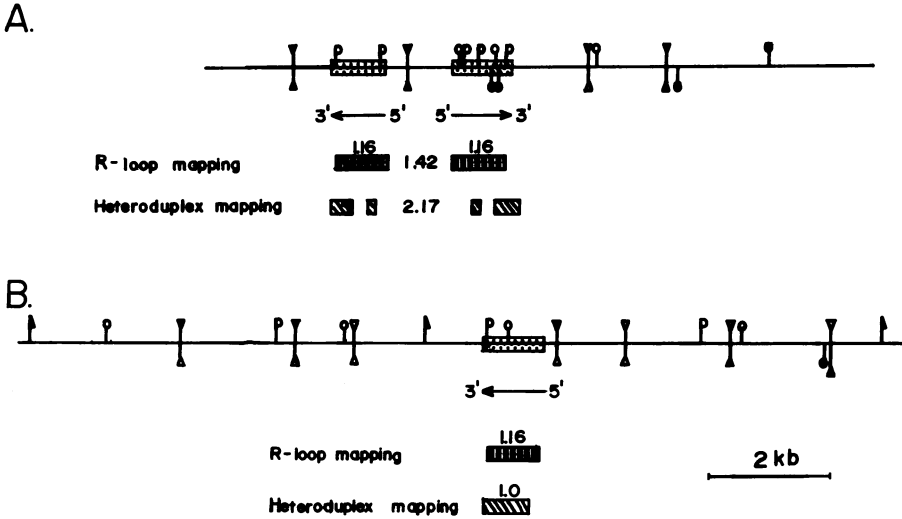 A.
P P P P P
3' 5' 5' 3'
1.16 1.16
R-loop mapping 1.42
Heteroduplex mapping 2.17
B.
P P P
3' 5'
1.16
R-loop mapping
2 kb
1.0
Heteroduplex mapping